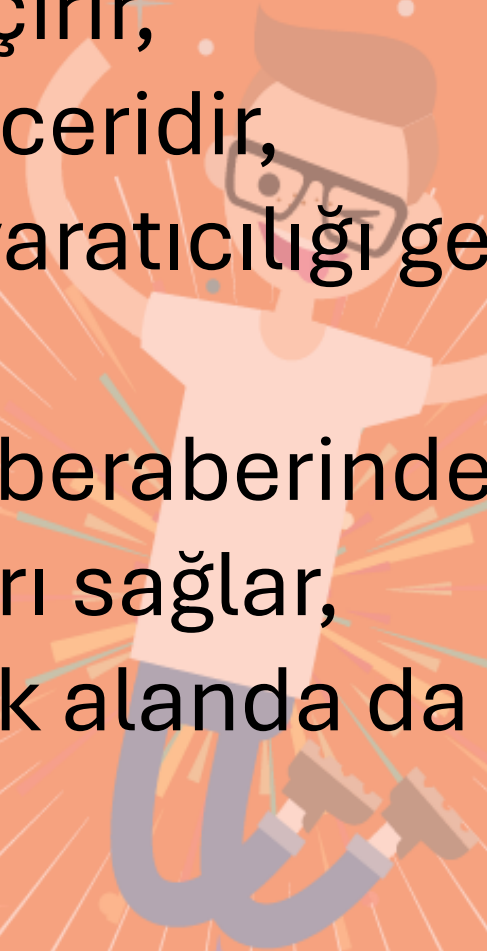 çirir,
ceridir,
yaratıcılığı ge
beraberinde
rı sağlar,
k alanda da